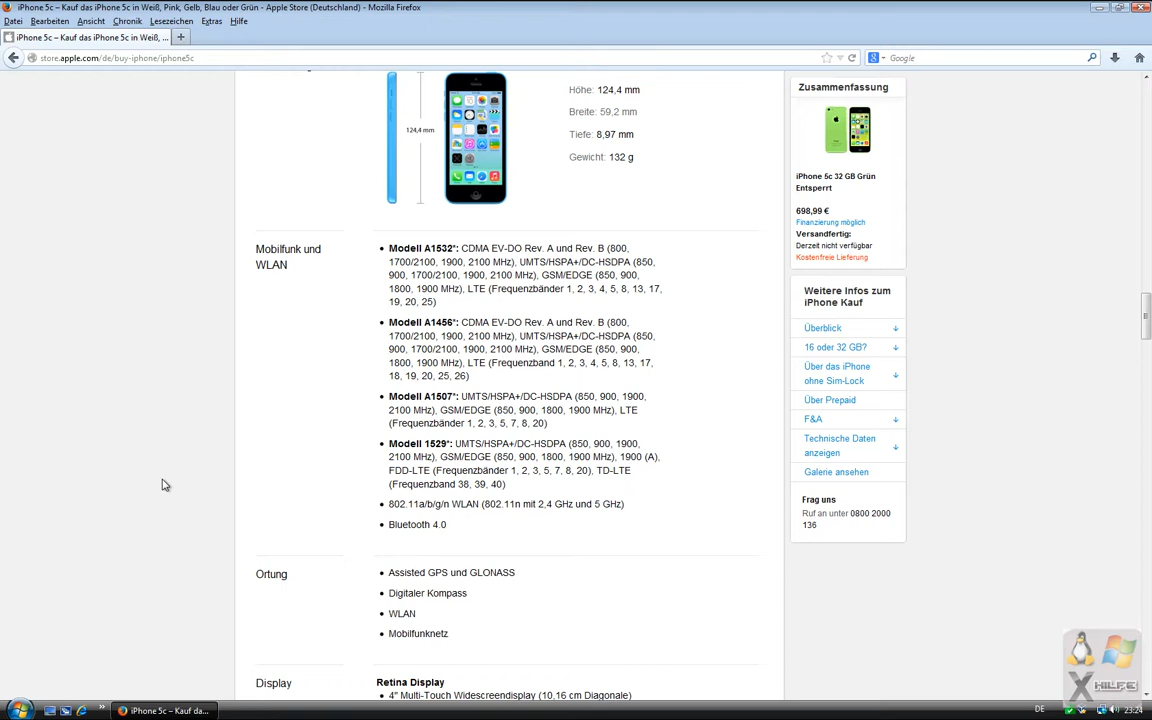 iPhone 5c – Kauf das iPhone 5c in Weiß, Pink, Gelb, Blau oder Grün - Apple Store (Deutschland) - Mozilla Firefox
Datei Bearbeiten Ansicht Chronik Lesezeichen Extras Hilfe
iPhone 5c – Kauf das iPhone 5c in Weiß, ...
store.apple.com/de/buy-iphone/iphone5c
Google
124,4 mm
Höhe: 124,4 mm
Breite: 59,2 mm
Tiefe: 8,97 mm
Gewicht: 132 g
Mobilfunk und
WLAN
Modell A1532*: CDMA EV-DO Rev. A und Rev. B (800,
1700/2100, 1900, 2100 MHz), UMTS/HSPA+/DC-HSDPA (850,
900, 1700/2100, 1900, 2100 MHz), GSM/EDGE (850, 900,
1800, 1900 MHz), LTE (Frequenzbänder 1, 2, 3, 4, 5, 8, 13, 17,
19, 20, 25)
Modell A1456*: CDMA EV-DO Rev. A und Rev. B (800,
1700/2100, 1900, 2100 MHz), UMTS/HSPA+/DC-HSDPA (850,
900, 1700/2100, 1900, 2100 MHz), GSM/EDGE (850, 900,
1800, 1900 MHz), LTE (Frequenzband 1, 2, 3, 4, 5, 8, 13, 17,
18, 19, 20, 25, 26)
Modell A1507*: UMTS/HSPA+/DC-HSDPA (850, 900, 1900,
2100 MHz), GSM/EDGE (850, 900, 1800, 1900 MHz), LTE
(Frequenzbänder 1, 2, 3, 5, 7, 8, 20)
Modell 1529*: UMTS/HSPA+/DC-HSDPA (850, 900, 1900,
2100 MHz), GSM/EDGE (850, 900, 1800, 1900 MHz), 1900 (A),
FDD-LTE (Frequenzbänder 1, 2, 3, 5, 7, 8, 20), TD-LTE
(Frequenzband 38, 39, 40)
802.11a/b/g/n WLAN (802.11n mit 2,4 GHz und 5 GHz)
Bluetooth 4.0
Ortung
Assisted GPS und GLONASS
Digitaler Kompass
WLAN
Mobilfunknetz
Display
Retina Display
4" Multi-Touch Widescreendisplay (10,16 cm Diagonale)
Zusammenfassung
iPhone 5c 32 GB Grün
Entsperrt
698,99 €
Finanzierung möglich
Versandfertig:
Derzeit nicht verfügbar
Kostenfreie Lieferung
Weitere Infos zum
iPhone Kauf
Überblick
16 oder 32 GB?
Über das iPhone
ohne Sim-Lock
Über Prepaid
F&A
Technische Daten
anzeigen
Galerie ansehen
Frag uns
Ruf an unter 0800 2000
136
X HILFE
iPhone 5c – Kauf da...
DE
23:24